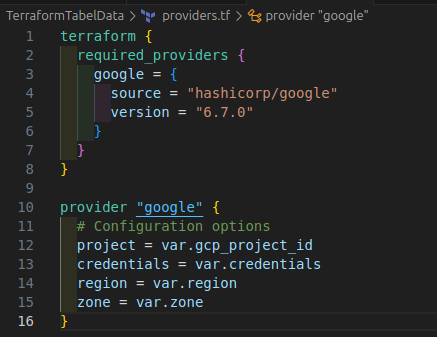 TerraformTabelData > providers.tf > provider "google"
1 terraform {
2   required_providers {
3     google = {
4       source = "hashicorp/google"
5       version = "6.7.0"
6     }
7   }
8 }
9
10 provider "google" {
11   # Configuration options
12   project = var.gcp_project_id
13   credentials = var.credentials
14   region = var.region
15   zone = var.zone
16 }